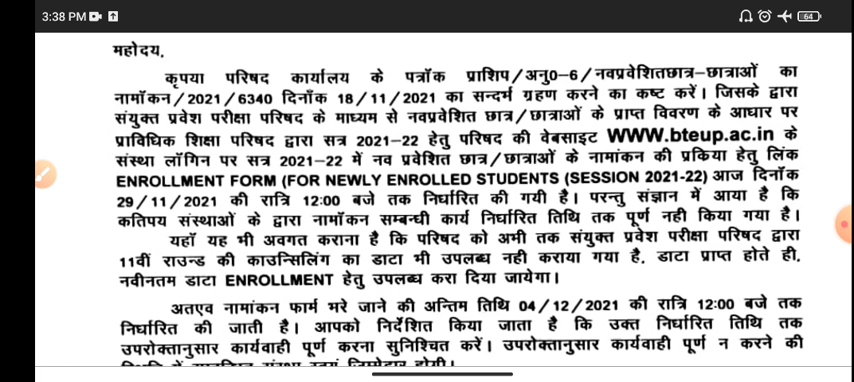 3:38 PM
64
महोदय,
कृपया परिषद कार्यालय के पत्रॉक प्राशिप/अनु0–6/नवप्रवेशितछात्र–छात्राओं का
नामॉकन/2021/6340 दिनॉक 18/11/2021 का सन्दर्भ ग्रहण करने का कष्ट करें। जिसके द्वारा
संयुक्त प्रवेश परीक्षा परिषद के माध्यम से नवप्रवेशित छात्र/छात्राओं के प्राप्त विवरण के आधार पर
प्राविधिक शिक्षा परिषद द्वारा सत्र 2021–22 हेतु परिषद की वेबसाइट WWW.bteup.ac.in के
संस्था लॉगिन पर सत्र 2021–22 में नव प्रवेशित छात्र/छात्राओं के नामांकन की प्रकिया हेतु लिंक
ENROLLMENT FORM (FOR NEWLY ENROLLED STUDENTS (SESSION 2021-22) आज दिनॉक
29/11/2021 की रात्रि 12:00 बजे तक निर्धारित की गयी है। परन्तु संज्ञान में आया है कि
कतिपय संस्थाओं के द्वारा नामॉकन सम्बन्धी कार्य निर्धारित तिथि तक पूर्ण नही किया गया है।
यहॉ यह भी अवगत कराना है कि परिषद को अभी तक संयुक्त प्रवेश परीक्षा परिषद द्वारा
11वीं राउन्ड की काउन्सिलिंग का डाटा भी उपलब्ध नही कराया गया है, डाटा प्राप्त होते ही,
नवीनतम डाटा ENROLLMENT हेतु उपलब्ध करा दिया जायेगा।
अतएव नामांकन फार्म भरे जाने की अन्तिम तिथि 04/12/2021 की रात्रि 12:00 बजे तक
निर्धारित की जाती है। आपको निर्देशित किया जाता है कि उक्त निर्धारित तिथि तक
उपरोक्तानुसार कार्यवाही पूर्ण करना सुनिश्चित करें। उपरोक्तानुसार कार्यवाही पूर्ण न करने की